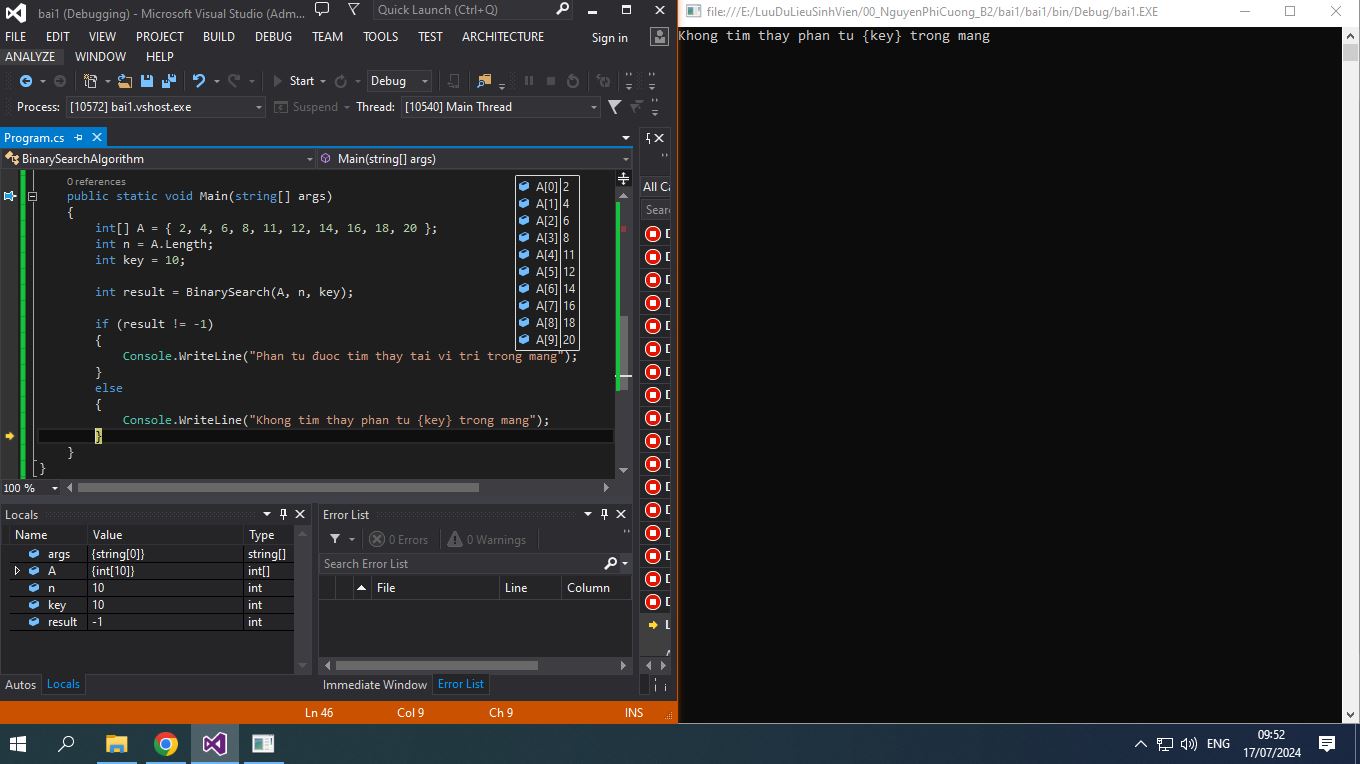 bai1 (Debugging) - Microsoft Visual Studio (Adm...
Quick Launch (Ctrl+Q)
FILE EDIT VIEW PROJECT BUILD DEBUG TEAM TOOLS TEST ARCHITECTURE Sign in
ANALYZE WINDOW HELP
Start Debug
Process: [10572] bai1.vshost.exe Suspend Thread: [10540] Main Thread
Program.cs
BinarySearchAlgorithm Main(string[] args)
0 references
public static void Main(string[] args)
{
int[] A = { 2, 4, 6, 8, 11, 12, 14, 16, 18, 20 };
int n = A.Length;
int key = 10;
int result = BinarySearch(A, n, key);
if (result != -1)
{
Console.WriteLine("Phan tu đuoc tim thay tai vi tri trong mang");
}
else
{
Console.WriteLine("Khong tim thay phan tu {key} trong mang");
}
}
}
A[0] 2
A[1] 4
A[2] 6
A[3] 8
A[4] 11
A[5] 12
A[6] 14
A[7] 16
A[8] 18
A[9] 20
100 %
All Ca
Sear
Locals
Name Value Type
args {string[0]} string[]
A {int[10]} int[]
n 10 int
key 10 int
result -1 int
Autos Locals
Error List
0 Errors 0 Warnings
Search Error List
File Line Column
Immediate Window Error List
Ln 46 Col 9 Ch 9 INS
file:///E:/LuuDuLieuSinhVien/00_NguyenPhiCuong_B2/bai1/bai1/bin/Debug/bai1.EXE
Khong tim thay phan tu {key} trong mang
ENG
09:52
17/07/2024